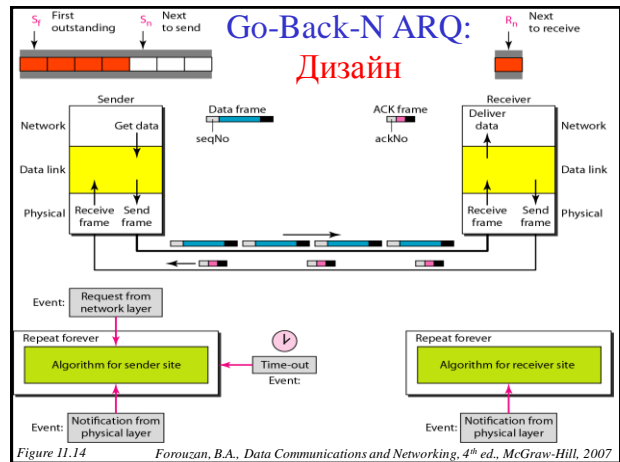 Go-Back-N ARQ:
Дизайн
Sf First outstanding
Sn Next to send
Rn Next to receive
Sender
Receiver
Data frame
seqNo
ACK frame
ackNo
Network
Get data
Deliver data
Network
Data link
Data link
Physical
Receive frame
Send frame
Receive frame
Send frame
Physical
Event:
Request from network layer
Repeat forever
Algorithm for sender site
Time-out
Event:
Event:
Notification from physical layer
Repeat forever
Algorithm for receiver site
Event:
Notification from physical layer
Figure 11.14
Forouzan, B.A., Data Communications and Networking, 4th ed., McGraw-Hill, 2007